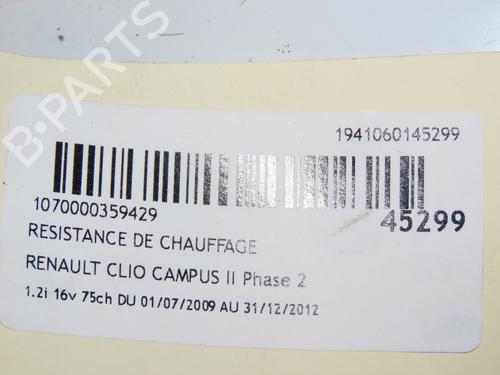 B-PARTS
1941060145299
1070000359429
45299
RESISTANCE DE CHAUFFAGE
RENAULT CLIO CAMPUS II Phase 2
1.2i 16v 75ch DU 01/07/2009 AU 31/12/2012